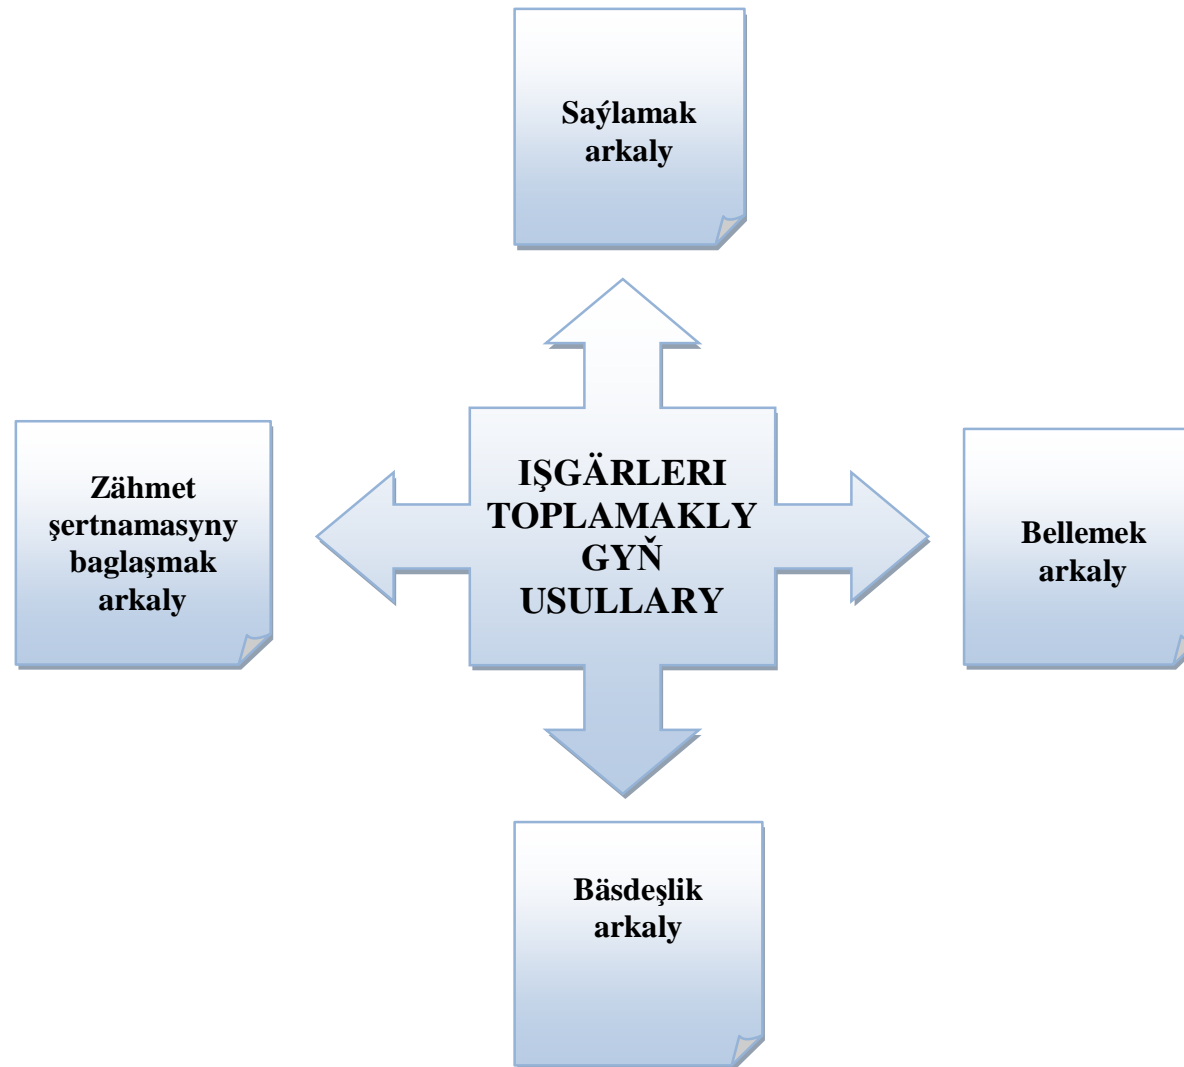 Saýlamak
arkaly
Zähmet
şertnamasyny
baglaşmak
arkaly
IŞGÄRLERI
TOPLAMAKLY
GYŇ
USULLARY
Bellemek
arkaly
Bäsdeşlik
arkaly